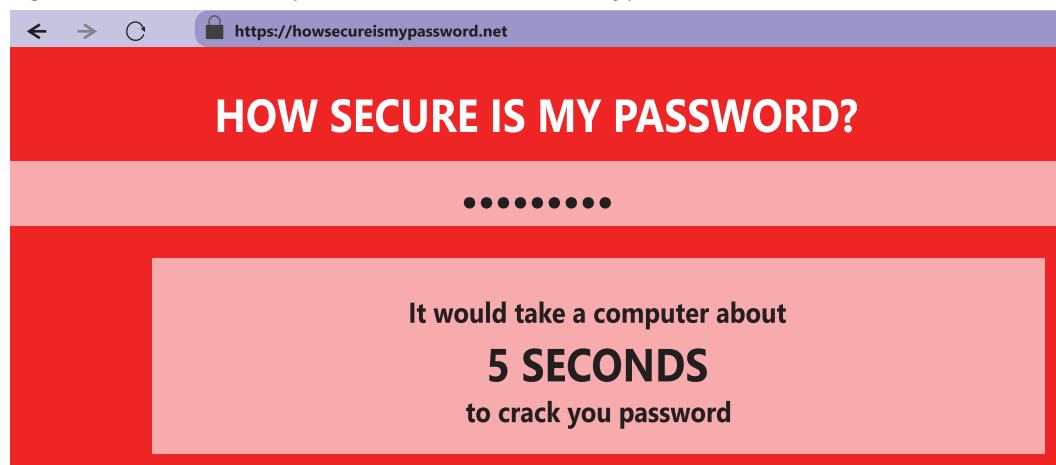 https://howsecureismypassword.net
HOW SECURE IS MY PASSWORD?
•••••••••
It would take a computer about
5 SECONDS
to crack you password